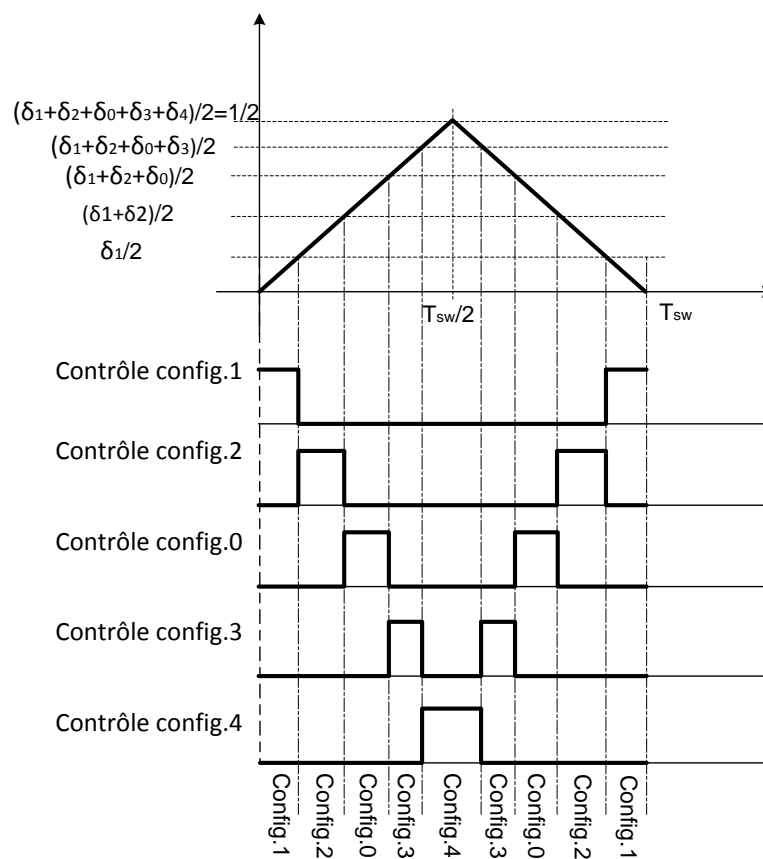 (δ1+δ2+δ0+δ3+δ4)/2=1/2
(δ1+δ2+δ0+δ3)/2
(δ1+δ2+δ0)/2
(δ1+δ2)/2
δ1/2
Tsw/2
Tsw
Contrôle config.1
Contrôle config.2
Contrôle config.0
Contrôle config.3
Contrôle config.4
Config.1
Config.2
Config.0
Config.3
Config.4
Config.3
Config.0
Config.2
Config.1